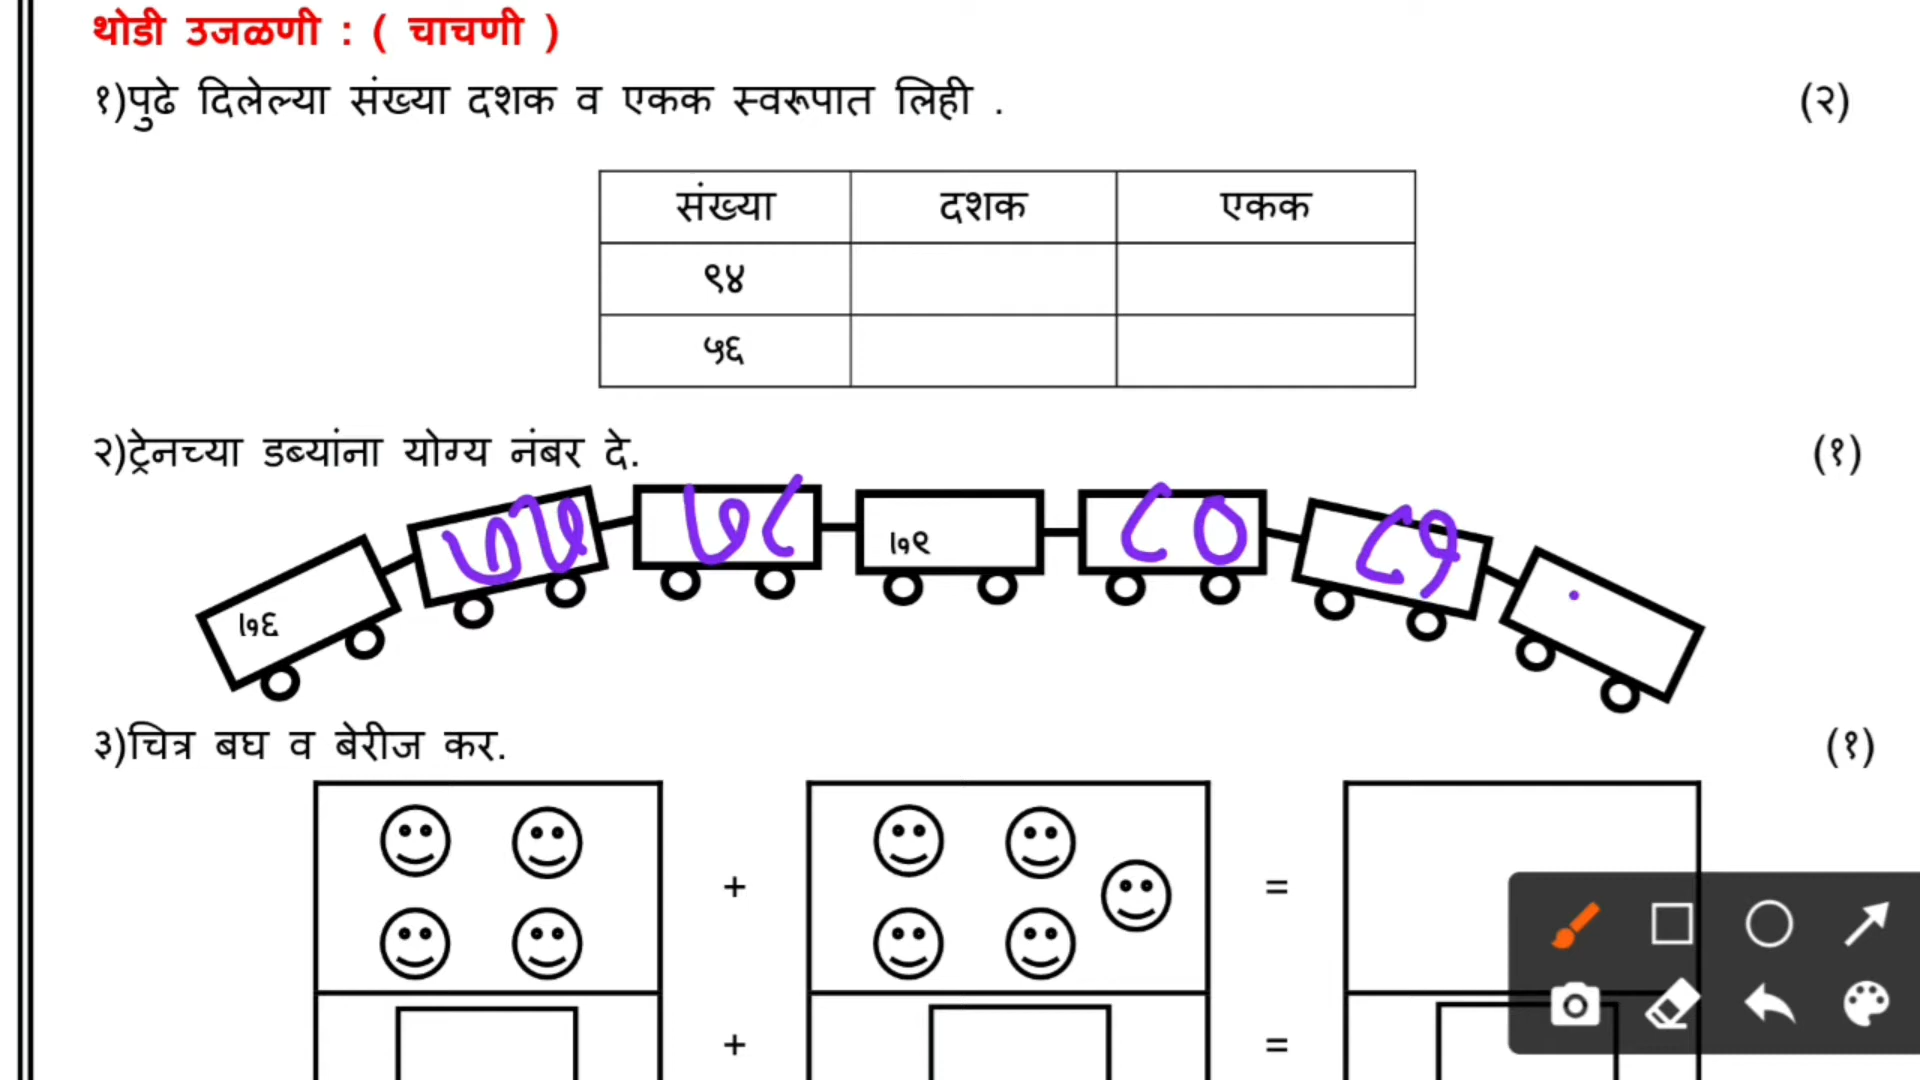 थोडी उजळणी : ( चाचणी )
१)पुढे दिलेल्या संख्या दशक व एकक स्वरूपात लिही . (२)
संख्या दशक एकक
९४
५६
२)ट्रेनच्या डब्यांना योग्य नंबर दे. (१)
७६ ७७ ७८ ७९ ८० ८१
३)चित्र बघ व बेरीज कर. (१)
+ =
+ =